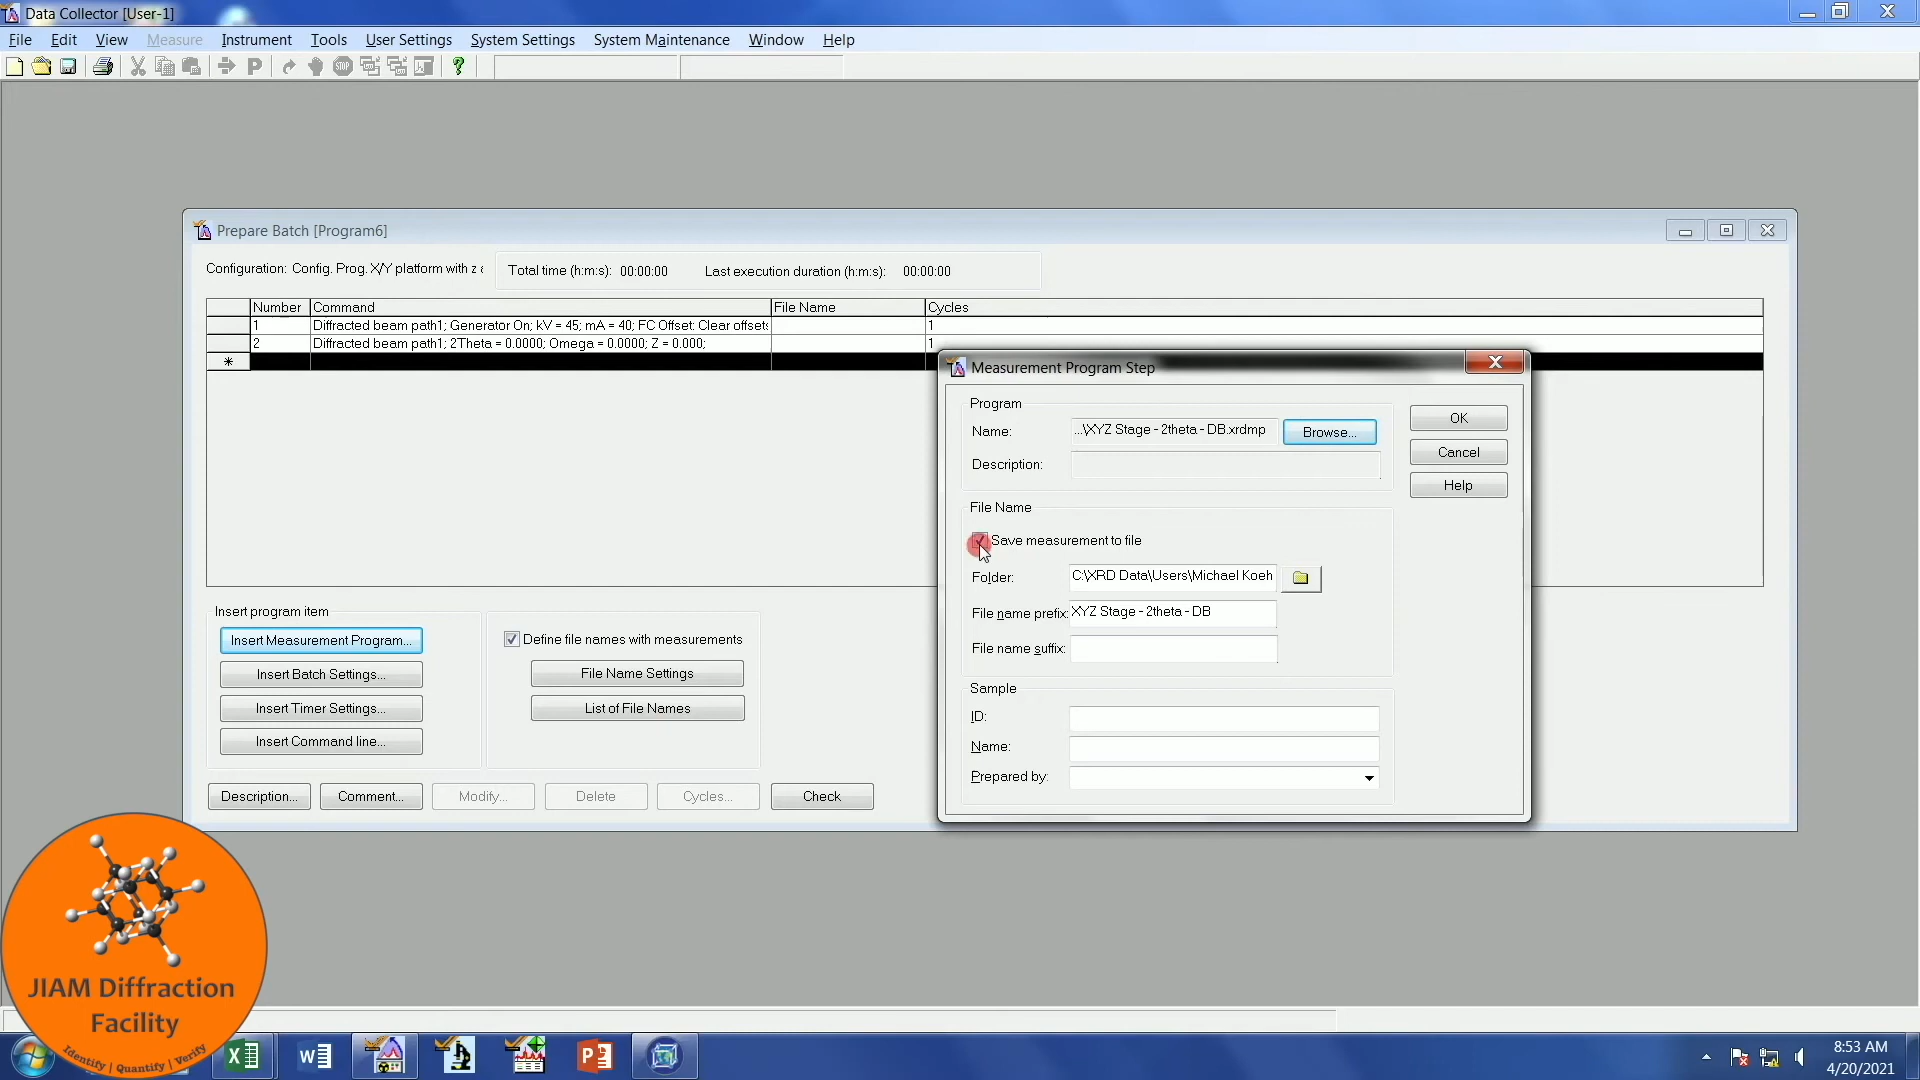 Data Collector [User-1]
File Edit View Measure Instrument Tools User Settings System Settings System Maintenance Window Help
P STOP ?
Prepare Batch [Program6]
Configuration: Config. Prog. X/Y platform with z
Total time (h:m:s): 00:00:00 Last execution duration (h:m:s): 00:00:00
Number Command File Name Cycles
1 Diffracted beam path1; Generator On; kV = 45; mA = 40; FC Offset: Clear offsets 1
2 Diffracted beam path1; 2Theta = 0.0000; Omega = 0.0000; Z = 0.000; 1
*
Insert program item
Insert Measurement Program...
Insert Batch Settings...
Insert Timer Settings...
Insert Command line...
Define file names with measurements
File Name Settings
List of File Names
Description... Comment... Modify... Delete Cycles... Check
Measurement Program Step
Program
Name: ...\XYZ Stage - 2theta - DB.xrdmp Browse...
Description:
OK
Cancel
Help
File Name
Save measurement to file
Folder: C:\XRD Data\Users\Michael Koeh
File name prefix: XYZ Stage - 2theta - DB
File name suffix:
Sample
ID:
Name:
Prepared by:
JIAM Diffraction
Facility
Identify | Quantify | Verify
8:53 AM
4/20/2021